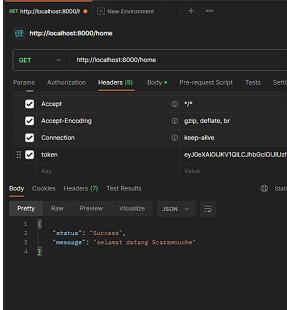 GET http://localhost:8000/h
New Environment
http://localhost:8000/home
GET http://localhost:8000/home
Params Authorization Headers (9) Body Pre-request Script Tests Setti
Accept */*
Accept-Encoding gzip, deflate, br
Connection keep-alive
token
Key Value
Body Cookies Headers (7) Test Results Statu
Pretty Raw Preview Visualize JSON
1 {
2 "status": "Success",
3 "message": "selamat datang Scaramouche"
4 }